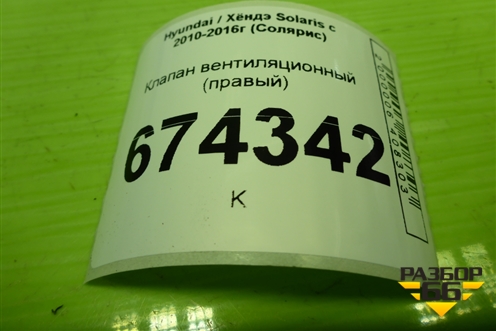 Hyundai / Хёндэ Solaris с
2010-2016г (Солярис)
Клапан вентиляционный
(правый)
674342
К
РАЗБОР
66